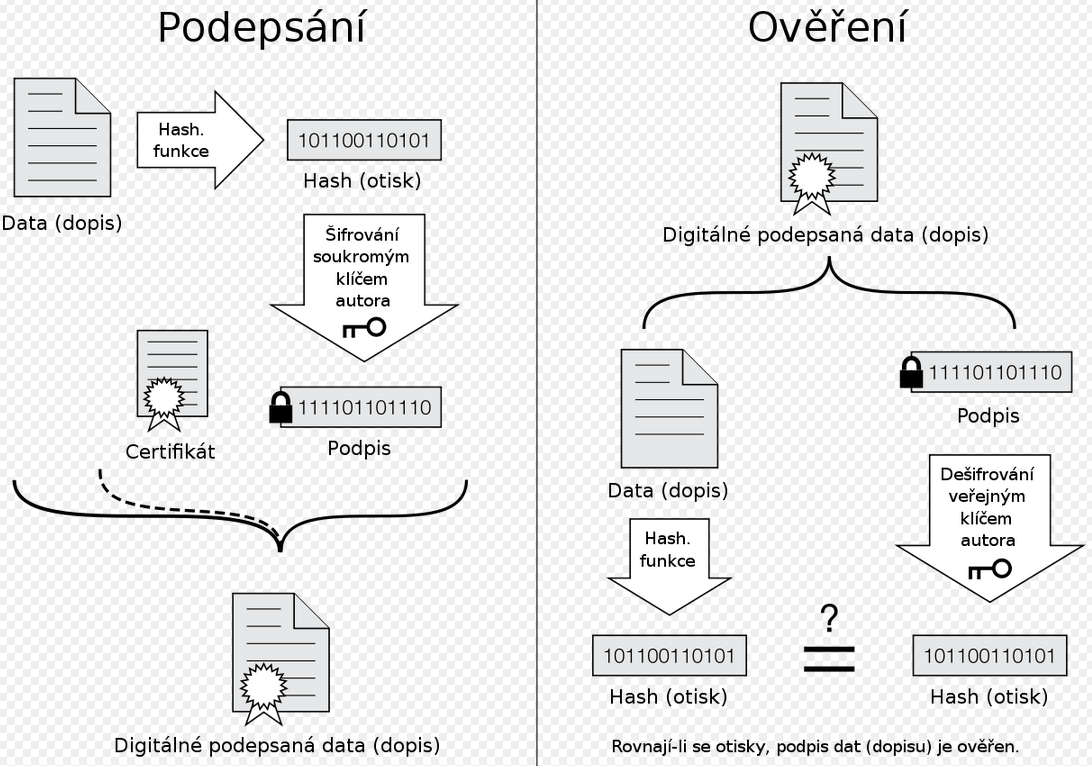 Podepsání
Hash.
funkce
101100110101
Hash (otisk)
Data (dopis)
Šifrování
soukromým
klíčem
autora
Certifikát
111101101110
Podpis
Digitálné podepsaná data (dopis)
Ověření
Digitálné podepsaná data (dopis)
Data (dopis)
111101101110
Podpis
Hash.
funkce
Dešifrování
veřejným
klíčem
autora
101100110101
Hash (otisk)
?
=
101100110101
Hash (otisk)
Rovnají-li se otisky, podpis dat (dopisu) je ověřen.